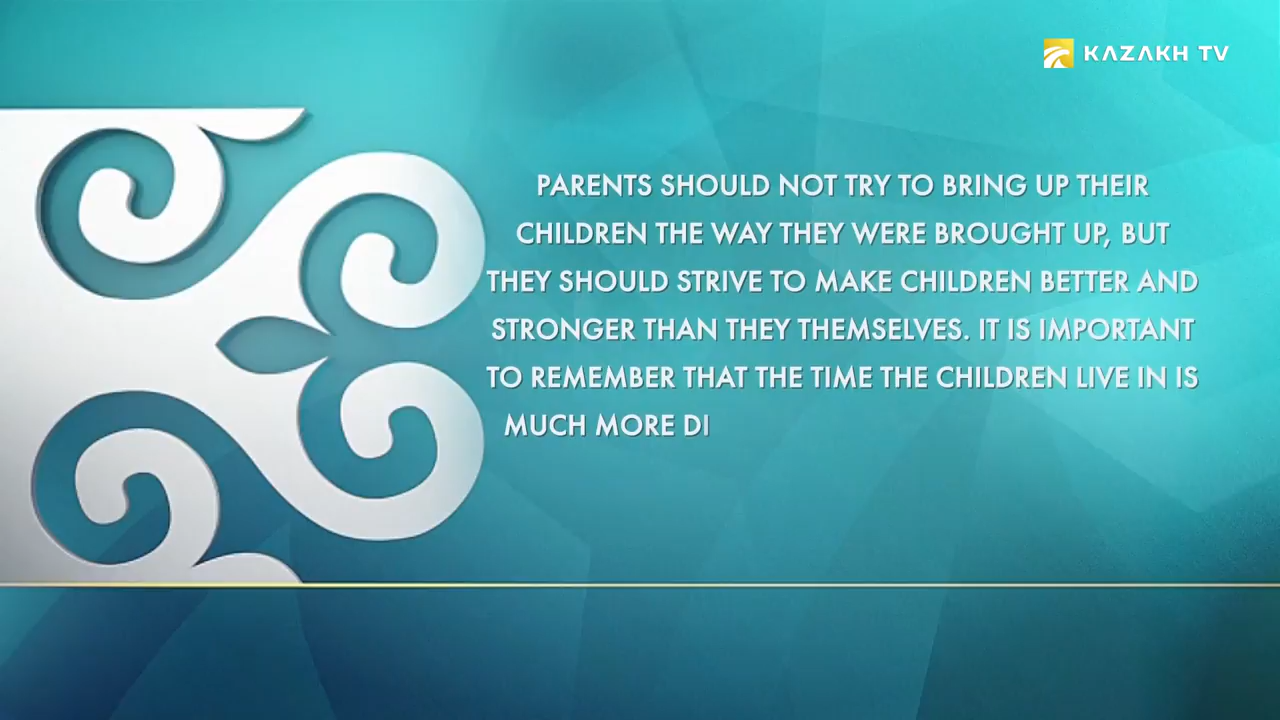 KAZAKH TV
PARENTS SHOULD NOT TRY TO BRING UP THEIR
CHILDREN THE WAY THEY WERE BROUGHT UP, BUT
THEY SHOULD STRIVE TO MAKE CHILDREN BETTER AND
STRONGER THAN THEY THEMSELVES. IT IS IMPORTANT
TO REMEMBER THAT THE TIME THE CHILDREN LIVE IN IS
MUCH MORE DI